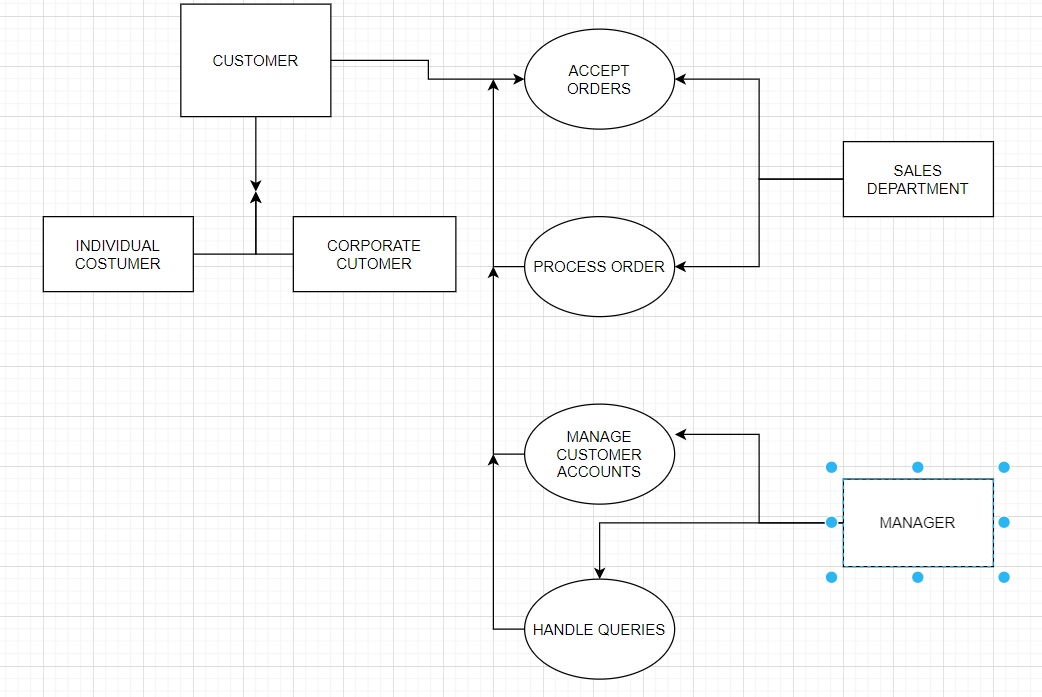 CUSTOMER
ACCEPT
ORDERS
SALES
DEPARTMENT
INDIVIDUAL
COSTUMER
CORPORATE
CUTOMER
PROCESS ORDER
MANAGE
CUSTOMER
ACCOUNTS
MANAGER
HANDLE QUERIES